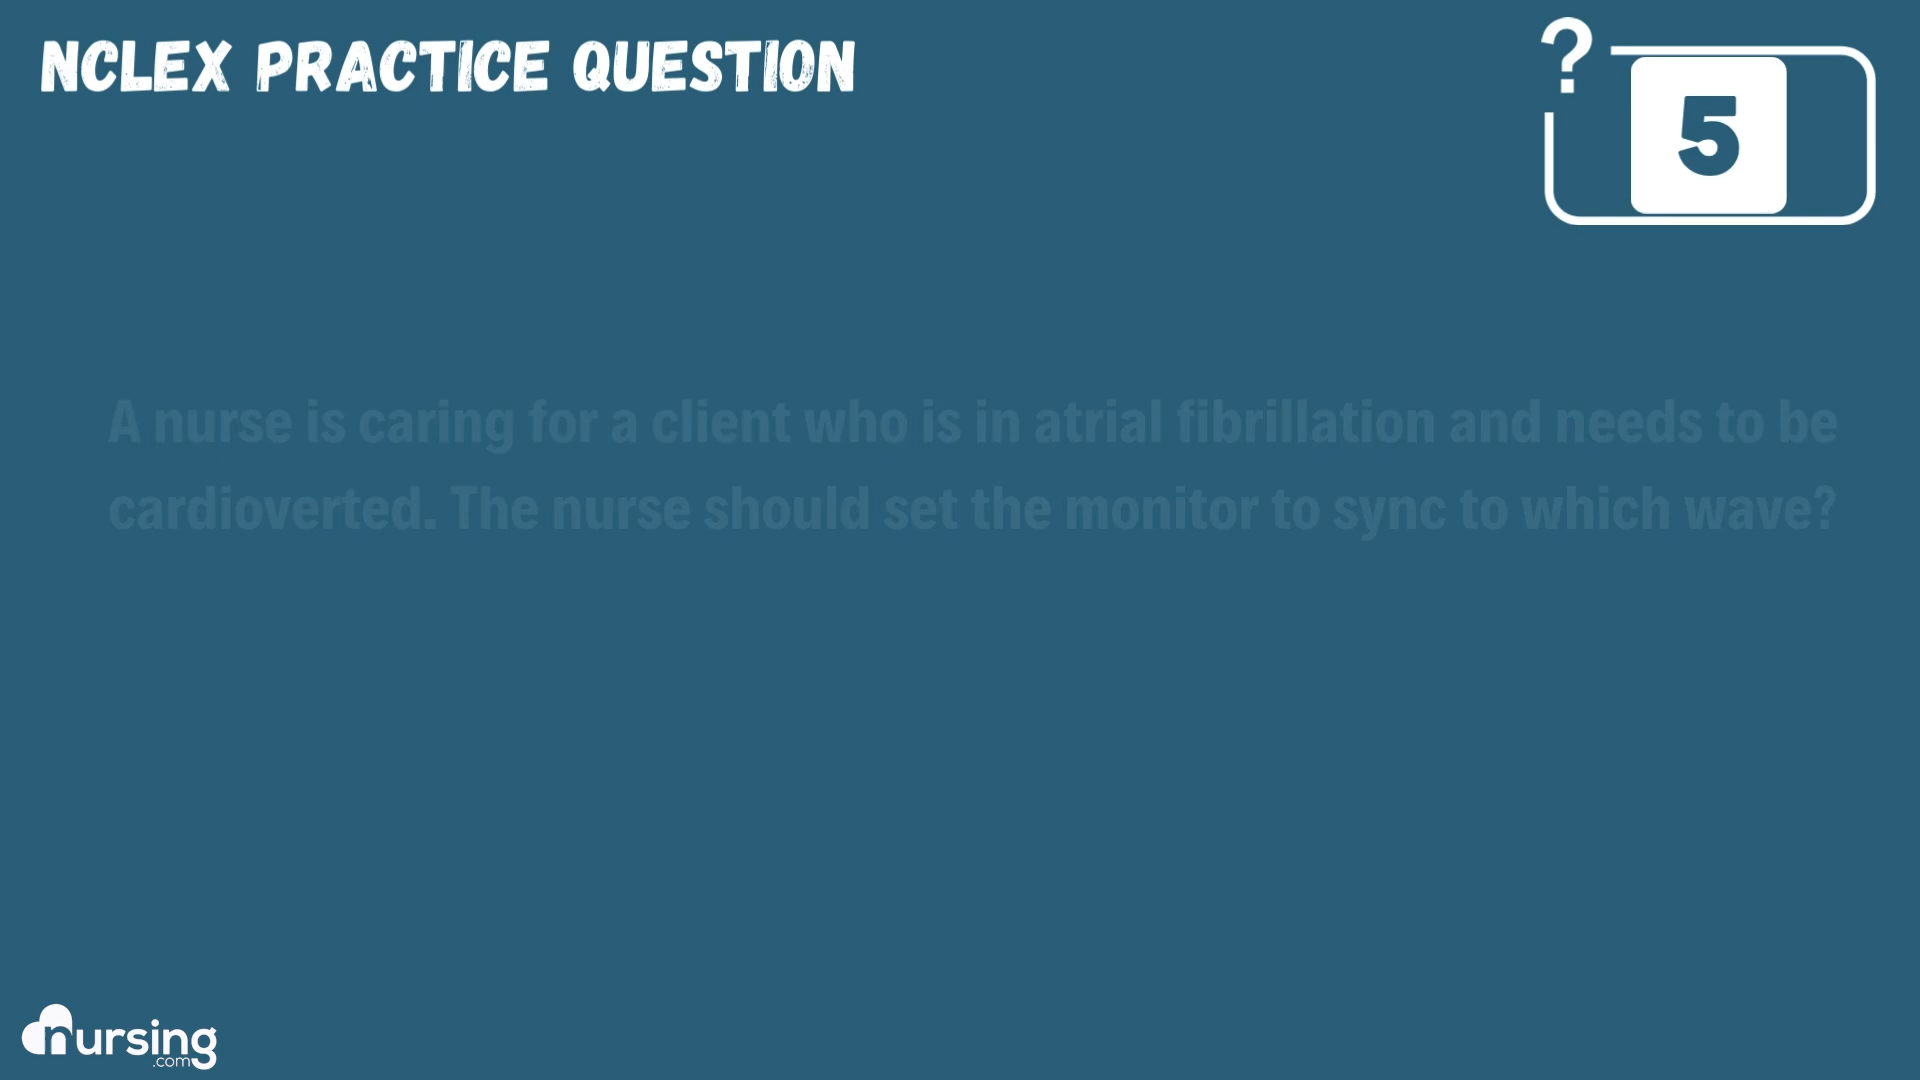 NCLEX PRACTICE QUESTION
?
5
A nurse is caring for a client who is in atrial fibrillation and needs to be
cardioverted. The nurse should set the monitor to sync to which wave?
nursing
.com